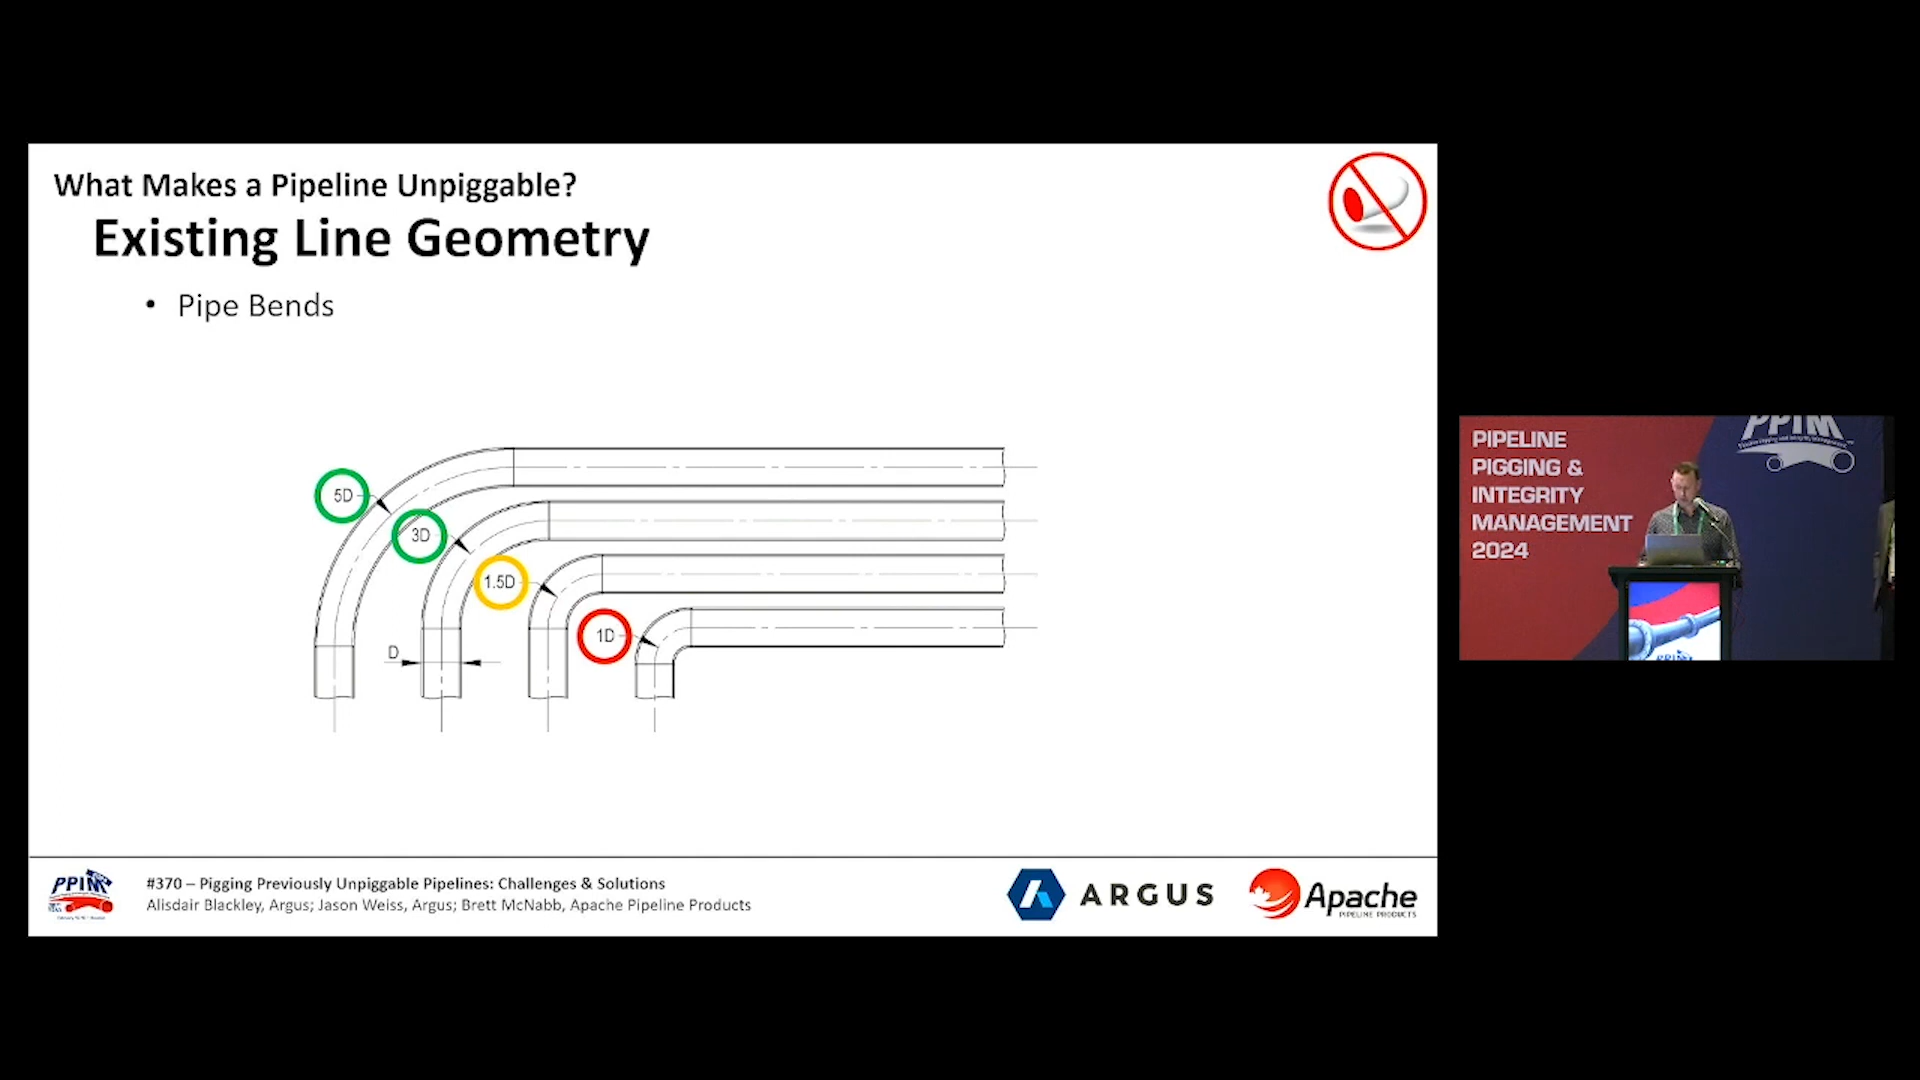 What Makes a Pipeline Unpiggable?
Existing Line Geometry
• Pipe Bends
5D
3D
1.5D
1D
D
PPIM
#370 – Pigging Previously Unpiggable Pipelines: Challenges & Solutions
Alisdair Blackley, Argus; Jason Weiss, Argus; Brett McNabb, Apache Pipeline Products
ARGUS
Apache
PIPELINE PRODUCTS
PIPELINE
PIGGING &
INTEGRITY
MANAGEMENT
2024
PPIM